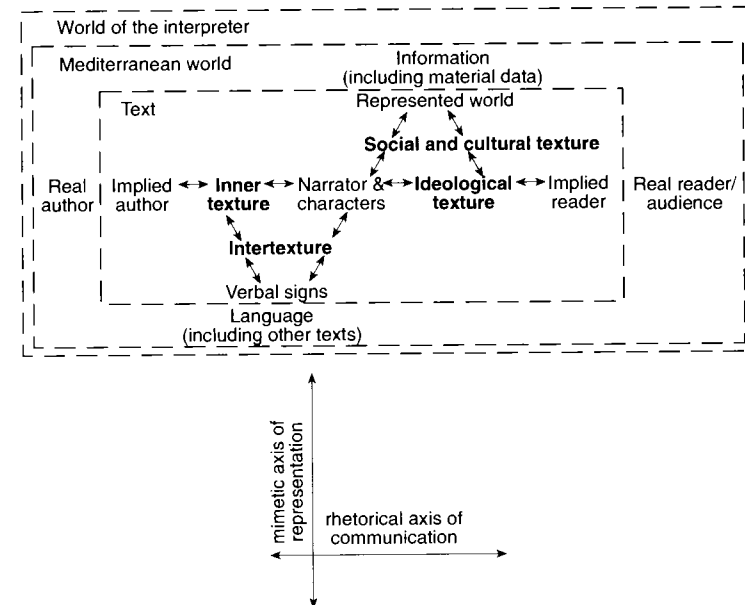 World of the interpreter
Mediterranean world
Information
(including material data)
Represented world
Text
Social and cultural texture
Real
author
Implied
author
Inner
texture
Narrator &
characters
Ideological
texture
Implied
reader
Real reader/
audience
Intertexture
Verbal signs
Language
(including other texts)
mimetic axis of
representation
rhetorical axis of
communication